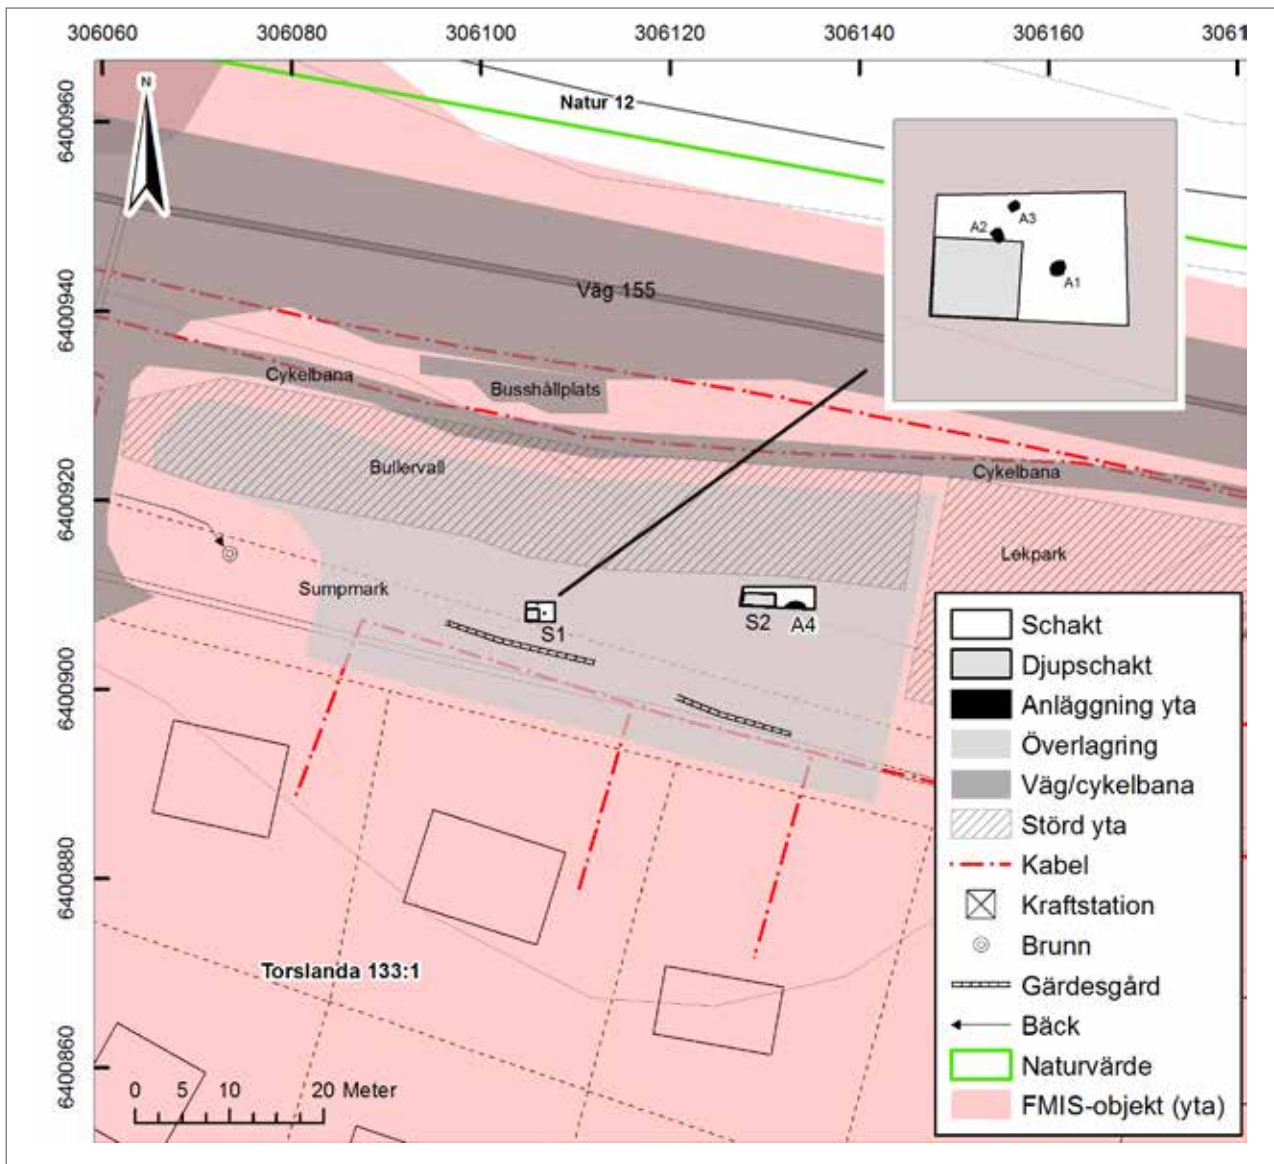 306060 306080 306100 306120 306140 306160
6400960
6400940
6400920
6400900
6400880
6400860
N
Natur 12
Väg 155
A3
A2
A1
Cykelbana
Busshållplats
Bullervall
Cykelbana
Lekpark
Sumpmark
S1
S2 A4
Torslanda 133:1
0 5 10 20 Meter
Schakt
Djupschakt
Anläggning yta
Överlagring
Väg/cykelbana
Störd yta
Kabel
Kraftstation
Brunn
Gärdesgård
Bäck
Naturvärde
FMIS-objekt (yta)